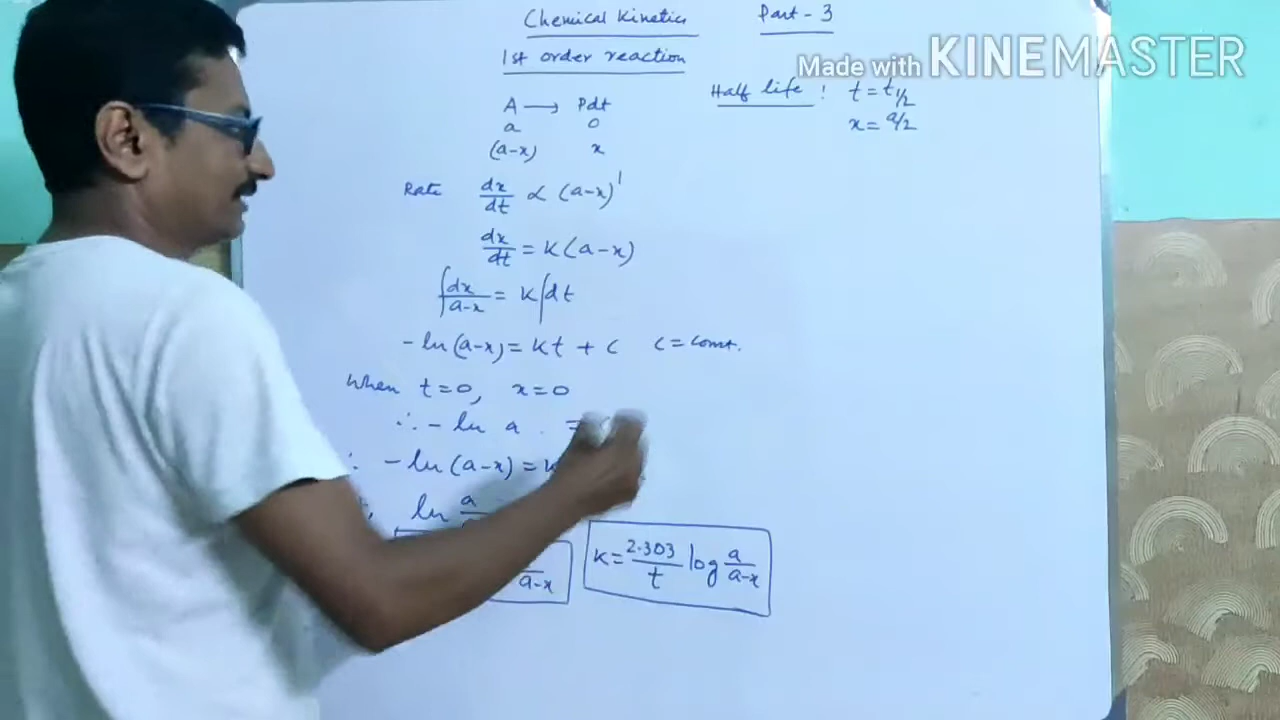 Chemical Kinetics Part - 3
Made with KINEMASTER
1st order reaction
Half life : t = t1/2
x = a/2
A ⟶ Pdt
a 0
(a-x) x
Rate dx/dt ∝ (a-x)¹
dx/dt = K(a-x)
∫dx/a-x = K∫dt
-ln(a-x) = Kt + C C = Const.
When t=0, x=0
∴ - ln a =
∴ -ln(a-x) = K
ln a
a-x
K = 2.303/t log a/a-x